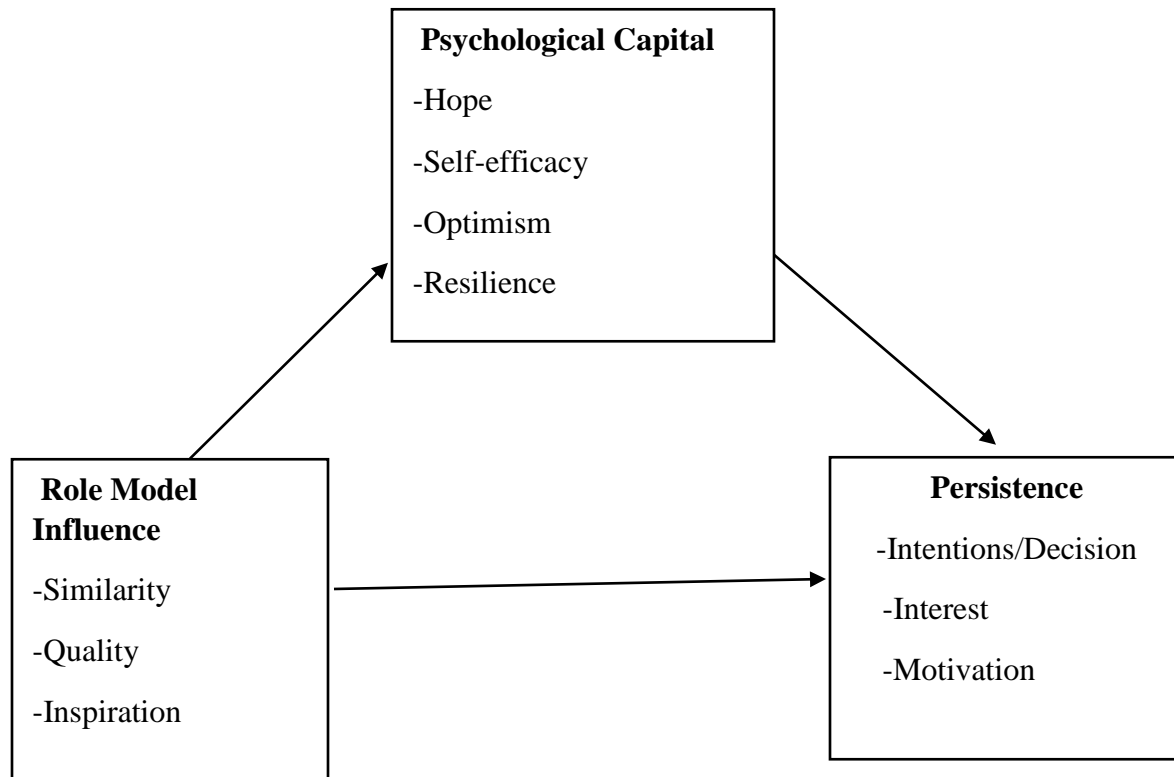 Psychological Capital
-Hope
-Self-efficacy
-Optimism
-Resilience
Role Model
Influence
-Similarity
-Quality
-Inspiration
Persistence
-Intentions/Decision
-Interest
-Motivation